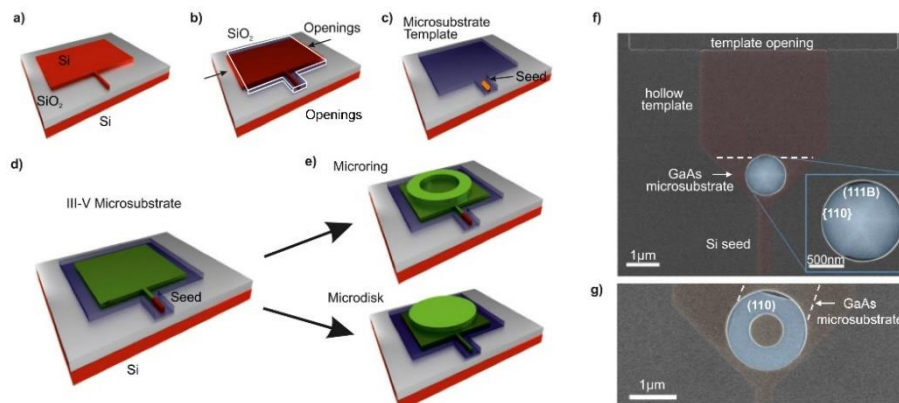 a)
Si
SiO₂
Si
b)
SiO₂
Openings
Openings
c)
Microsubstrate
Template
Seed
d)
III-V Microsubstrate
Seed
Si
e)
Microring
Microdisk
f)
template opening
hollow
template
GaAs
microsubstrate
Si seed
1µm
(111B)
{110}
500nm
g)
(110)
GaAs
microsubstrate
1µm